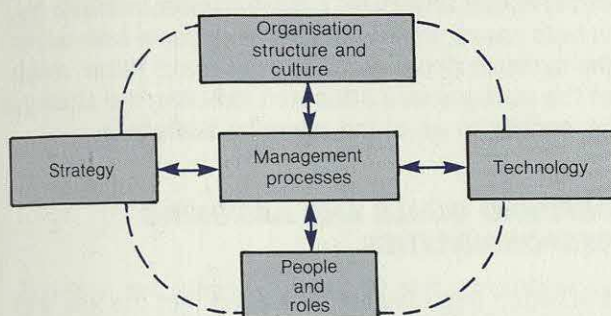 Organisation
structure and
culture
Strategy
Management
processes
Technology
People
and
roles